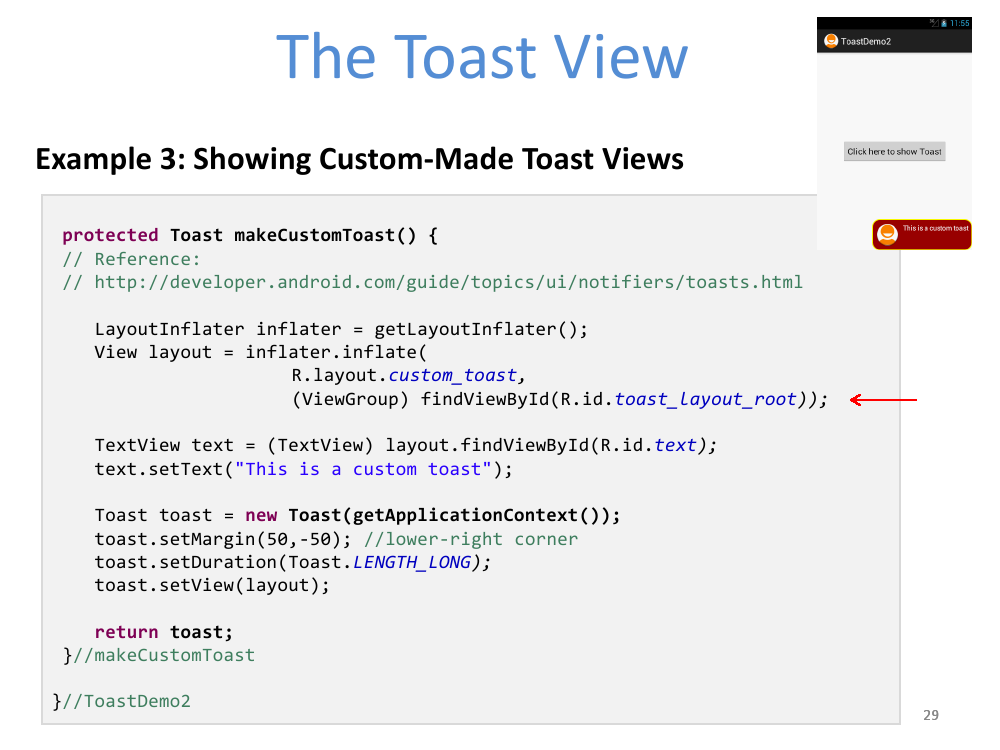 The Toast View
11:55
ToastDemo2
Click here to show Toast
This is a custom toast
Example 3: Showing Custom-Made Toast Views
protected Toast makeCustomToast() {
// Reference:
// http://developer.android.com/guide/topics/ui/notifiers/toasts.html
LayoutInflater inflater = getLayoutInflater();
View layout = inflater.inflate(
R.layout.custom_toast,
(ViewGroup) findViewById(R.id.toast_layout_root));
TextView text = (TextView) layout.findViewById(R.id.text);
text.setText("This is a custom toast");
Toast toast = new Toast(getApplicationContext());
toast.setMargin(50,-50); //lower-right corner
toast.setDuration(Toast.LENGTH_LONG);
toast.setView(layout);
return toast;
}//makeCustomToast
}//ToastDemo2
29